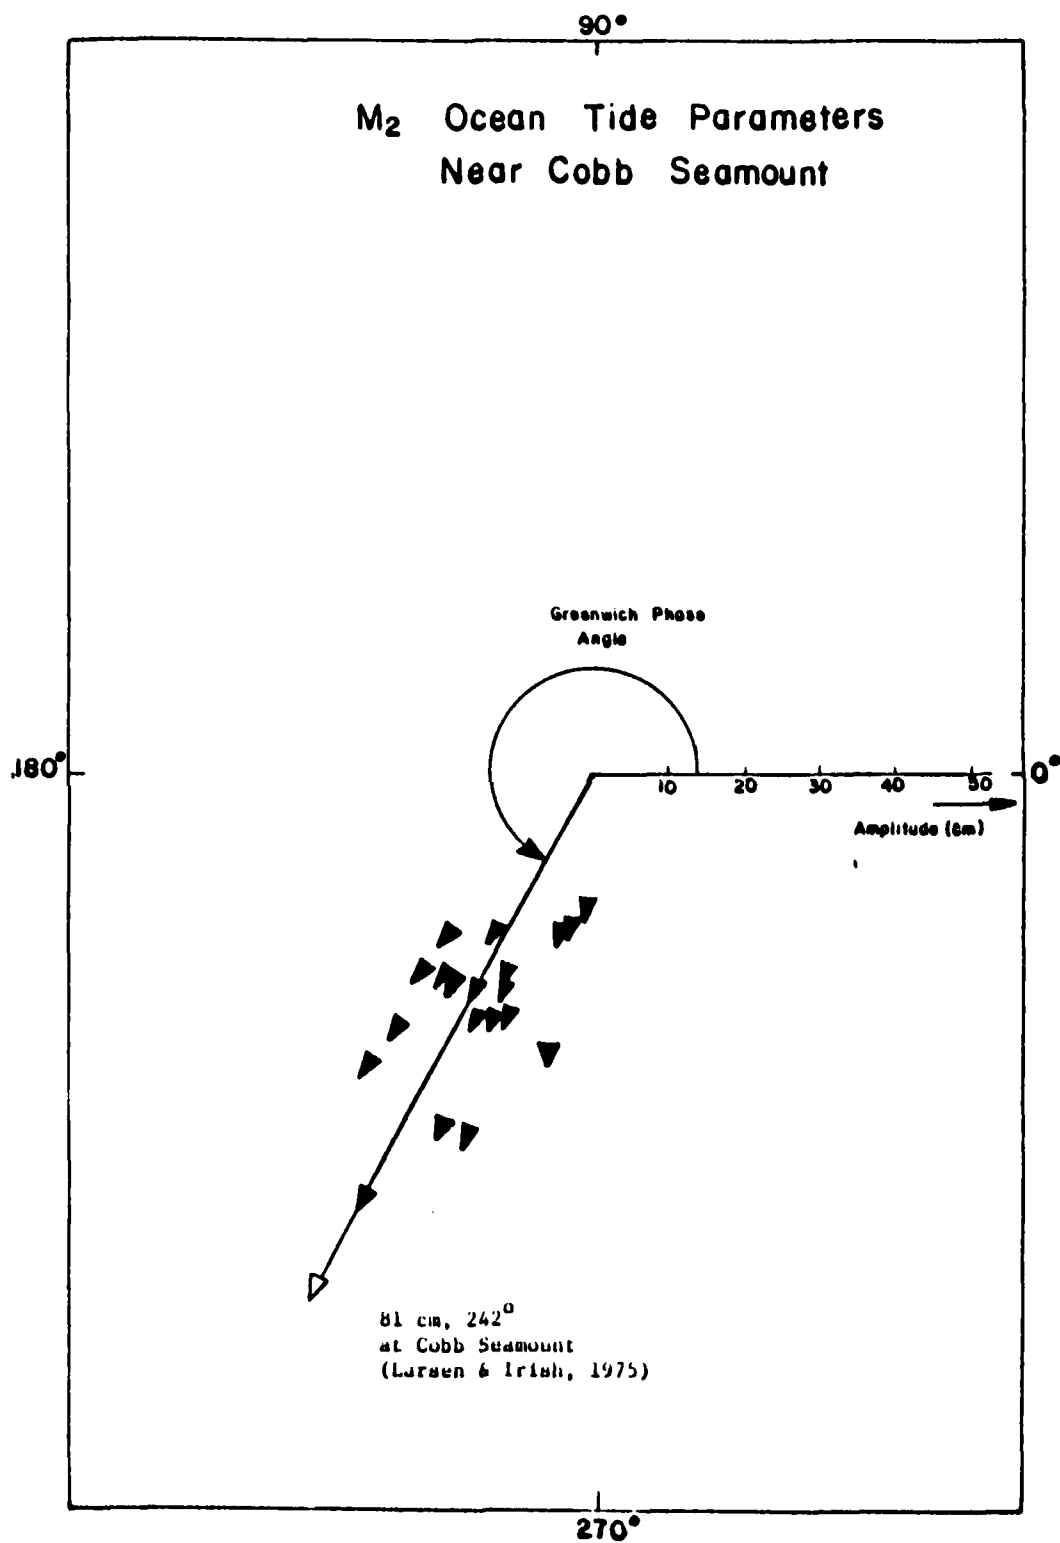 90°
M₂ Ocean Tide Parameters
Near Cobb Seamount
Greenwich Phase
Angle
180°
0°
10 20 30 40 50
Amplitude (cm)
81 cm, 242°
at Cobb Seamount
(Larsen & Irish, 1975)
270°